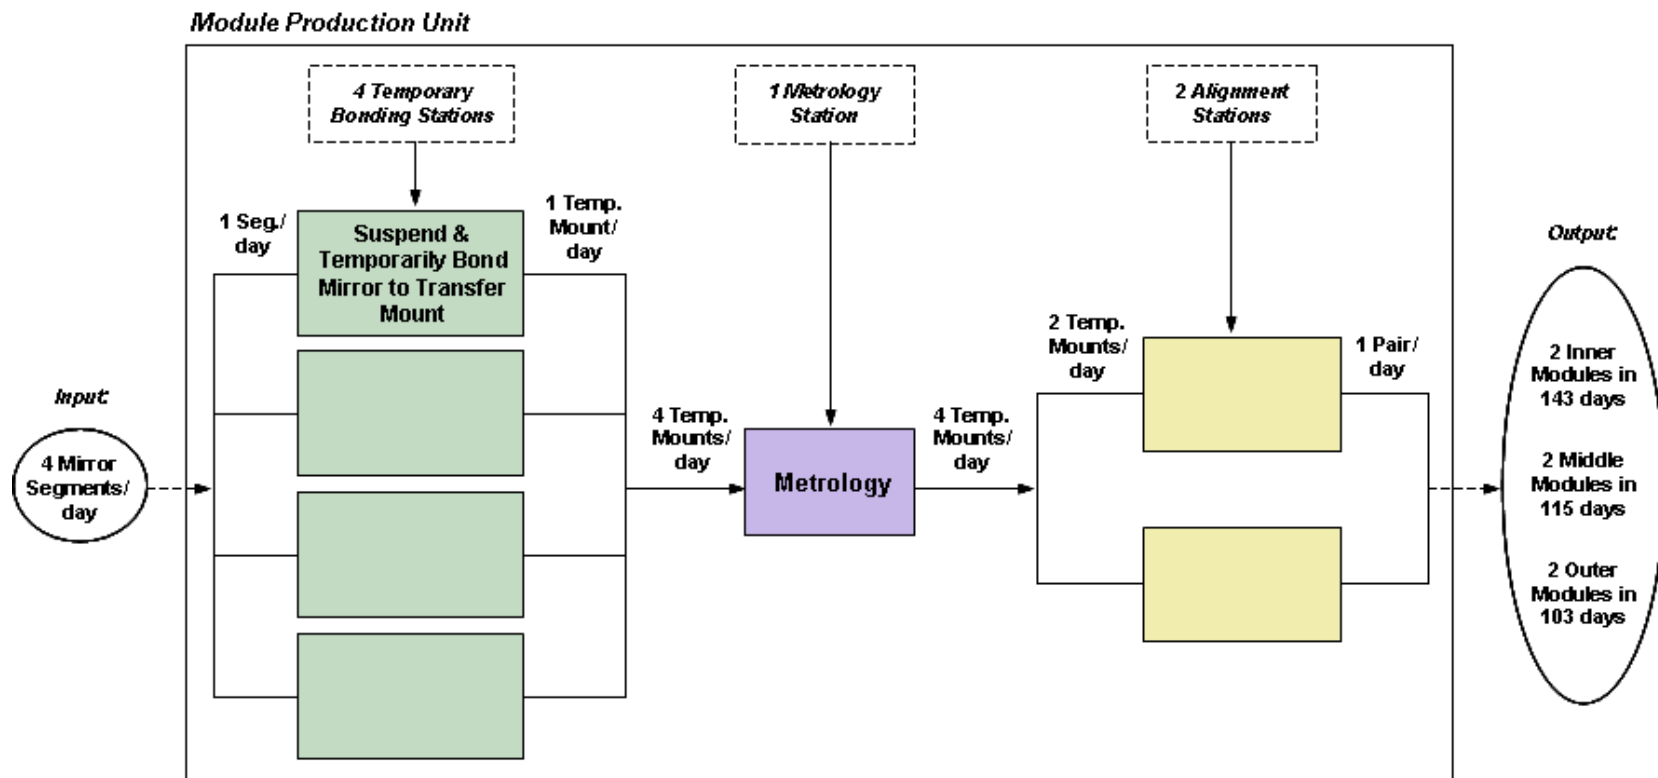 Module Production Unit
4 Temporary
Bonding Stations
1 Metrology
Station
2 Alignment
Stations
1 Seg./
day
Suspend &
Temporarily Bond
Mirror to Transfer
Mount
1 Temp.
Mount/
day
Input:
4 Mirror
Segments/
day
4 Temp.
Mounts/
day
Metrology
4 Temp.
Mounts/
day
2 Temp.
Mounts/
day
1 Pair/
day
Output:
2 Inner
Modules in
143 days
2 Middle
Modules in
115 days
2 Outer
Modules in
103 days